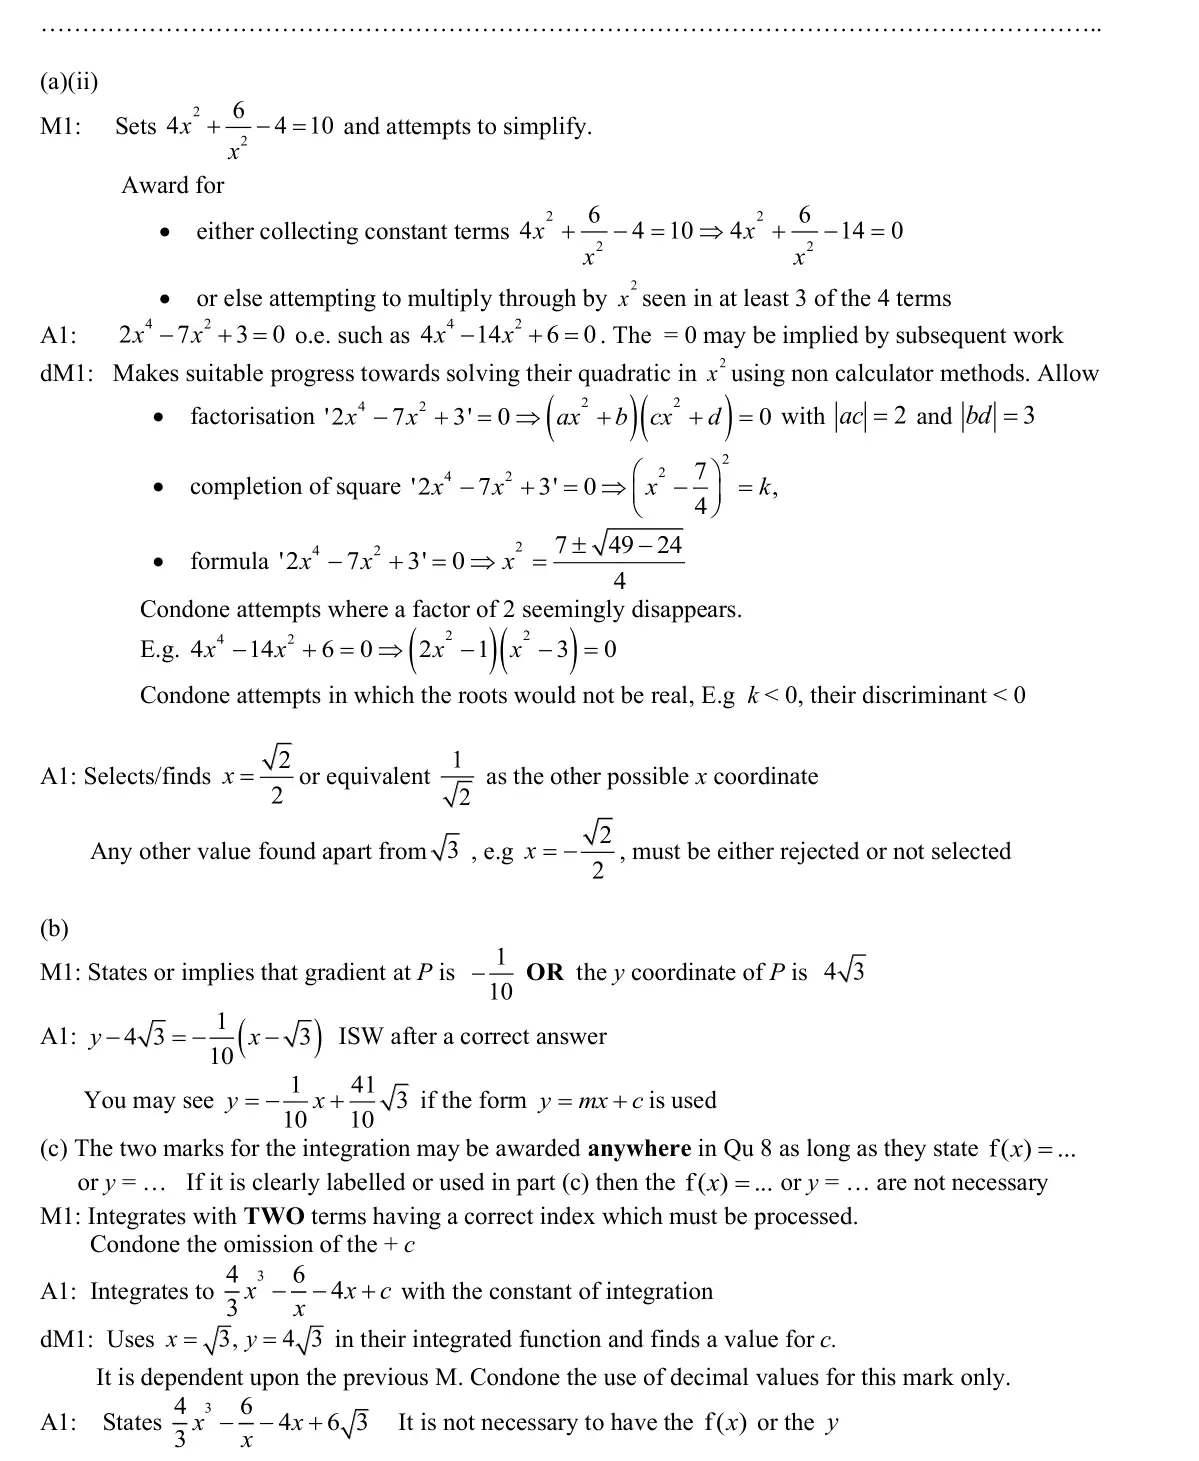 ……………………………………………………………………………………………………………………..
(a)(ii)
M1: Sets 4x² + 6/x² − 4 = 10 and attempts to simplify.
Award for
• either collecting constant terms 4x² + 6/x² − 4 = 10 ⇒ 4x² + 6/x² − 14 = 0
• or else attempting to multiply through by x² seen in at least 3 of the 4 terms
A1: 2x⁴ − 7x² + 3 = 0 o.e. such as 4x⁴ − 14x² + 6 = 0. The = 0 may be implied by subsequent work
dM1: Makes suitable progress towards solving their quadratic in x² using non calculator methods. Allow
• factorisation '2x⁴ − 7x² + 3' = 0 ⇒ (ax² + b)(cx² + d) = 0 with |ac| = 2 and |bd| = 3
• completion of square '2x⁴ − 7x² + 3' = 0 ⇒ (x² − 7/4)² = k,
• formula '2x⁴ − 7x² + 3' = 0 ⇒ x² = (7 ± √(49 − 24))/4
Condone attempts where a factor of 2 seemingly disappears.
E.g. 4x⁴ − 14x² + 6 = 0 ⇒ (2x² − 1)(x² − 3) = 0
Condone attempts in which the roots would not be real, E.g k < 0, their discriminant < 0
A1: Selects/finds x = √2/2 or equivalent 1/√2 as the other possible x coordinate
Any other value found apart from √3 , e.g x = −√2/2, must be either rejected or not selected
(b)
M1: States or implies that gradient at P is −1/10 OR the y coordinate of P is 4√3
A1: y − 4√3 = −1/10(x − √3) ISW after a correct answer
You may see y = −1/10 x + 41/10 √3 if the form y = mx + c is used
(c) The two marks for the integration may be awarded anywhere in Qu 8 as long as they state f(x) = ...
or y = … If it is clearly labelled or used in part (c) then the f(x) = ... or y = … are not necessary
M1: Integrates with TWO terms having a correct index which must be processed.
Condone the omission of the + c
A1: Integrates to 4/3 x³ − 6/x − 4x + c with the constant of integration
dM1: Uses x = √3, y = 4√3 in their integrated function and finds a value for c.
It is dependent upon the previous M. Condone the use of decimal values for this mark only.
A1: States 4/3 x³ − 6/x − 4x + 6√3 It is not necessary to have the f(x) or the y